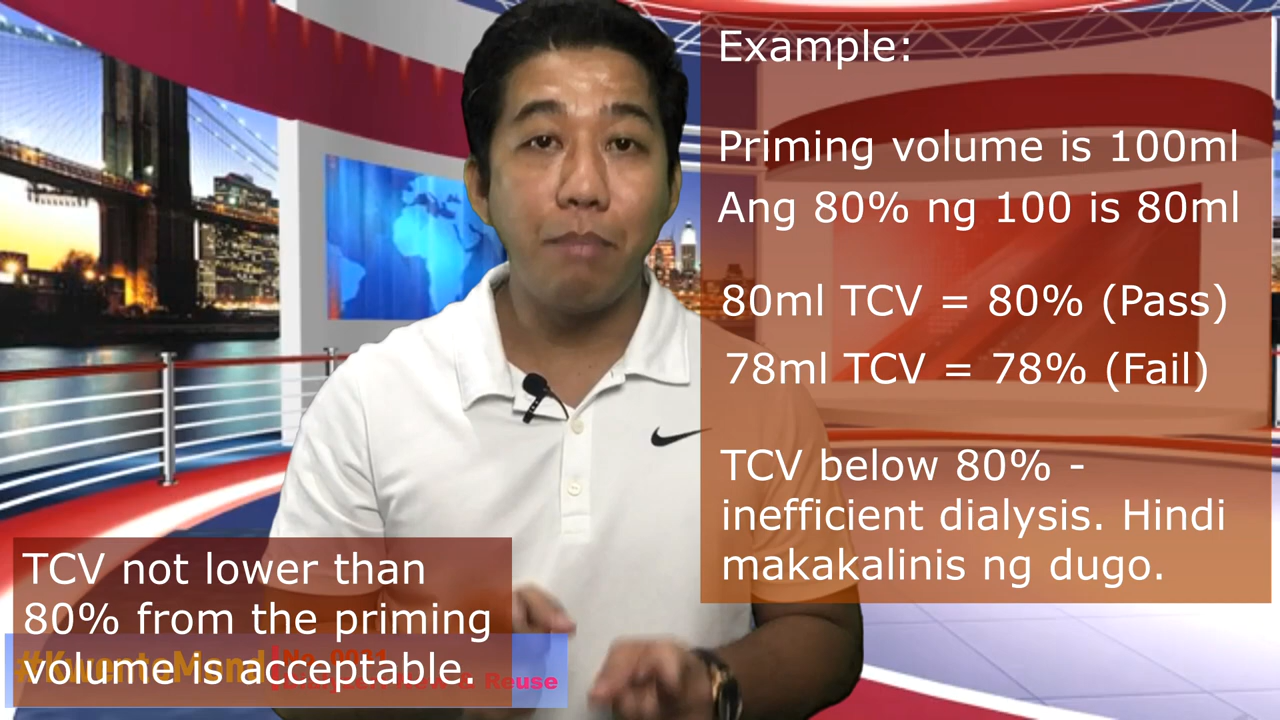 Example:
Priming volume is 100ml
Ang 80% ng 100 is 80ml
80ml TCV = 80% (Pass)
78ml TCV = 78% (Fail)
TCV below 80% -
inefficient dialysis. Hindi
makakalinis ng dugo.
TCV not lower than
80% from the priming
volume is acceptable.
Reuse